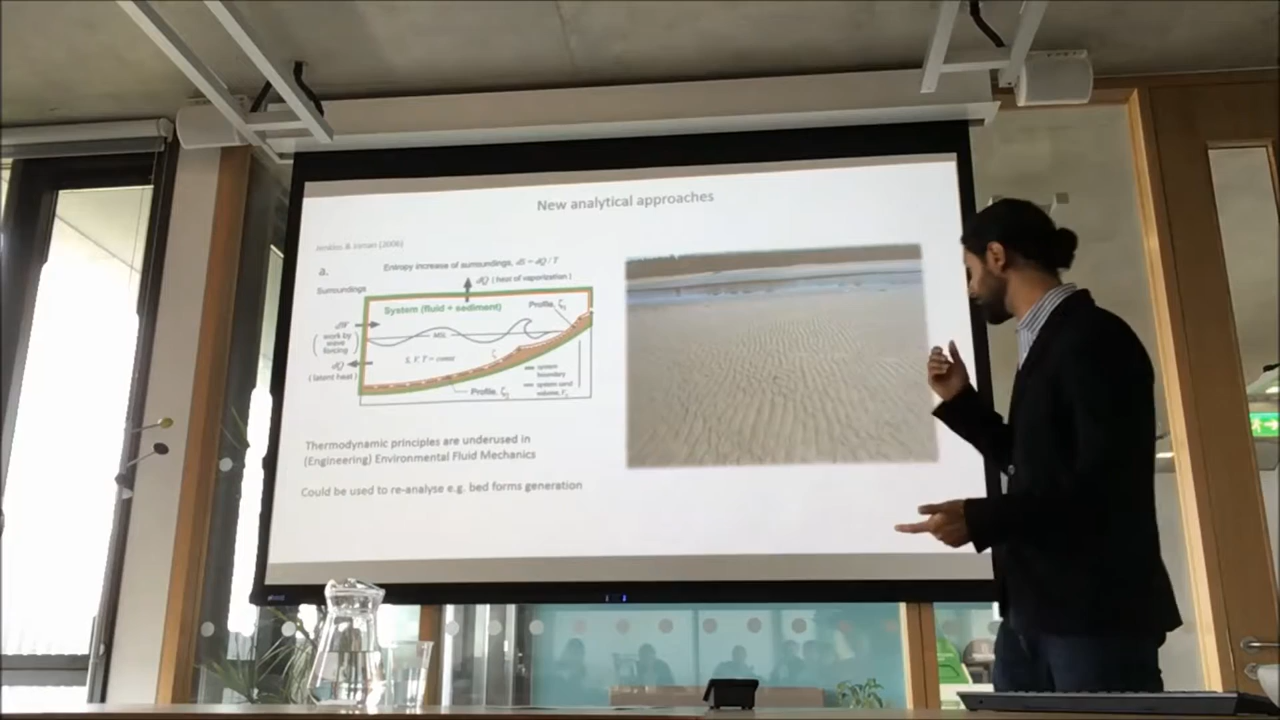 New analytical approaches
Jenkins & Inman (2006)
a.
Entropy increase of surroundings, dS = dQ / T
Surroundings
dQ ( heat of vaporization )
System (fluid + sediment)
Profile, ζ₁
dW
( work by wave forcing )
MSL
dQ
( latent heat )
S, V, T = const
ζ
system boundary
system sand volume,
Profile, ζ₂
Thermodynamic principles are underused in
(Engineering) Environmental Fluid Mechanics
Could be used to re-analyse e.g. bed forms generation